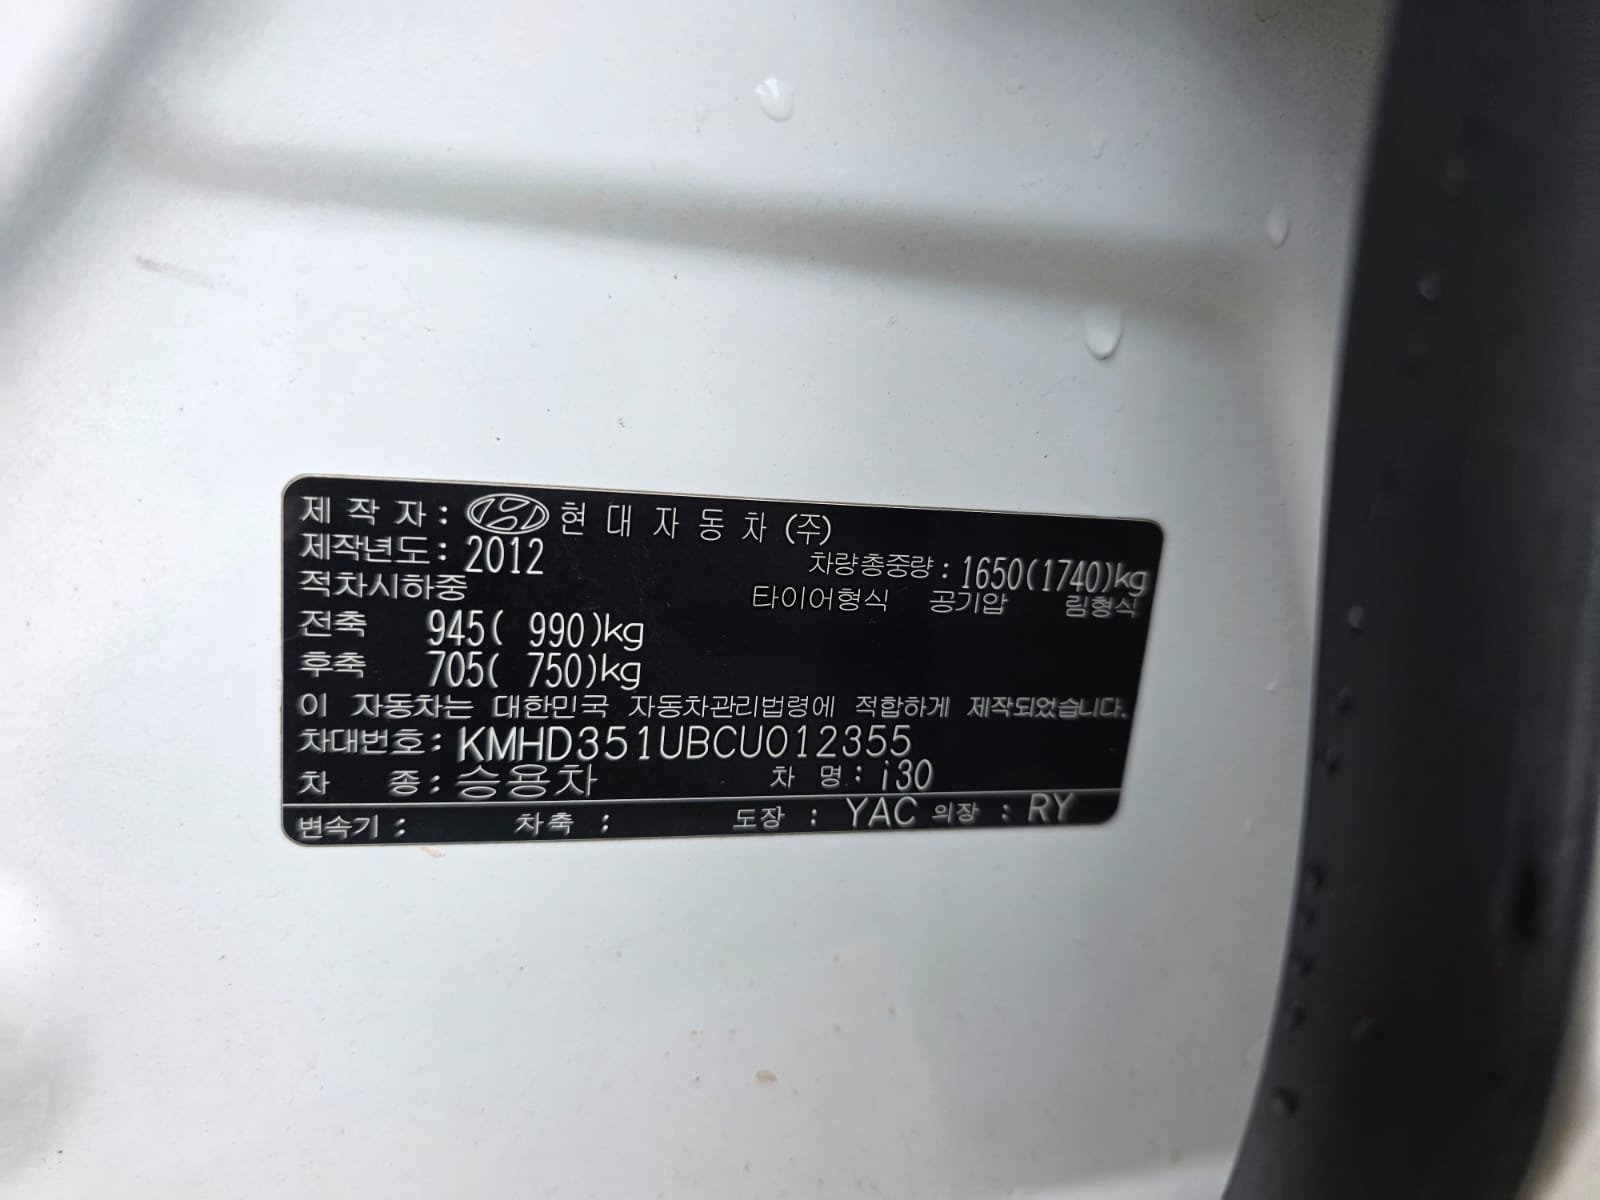 제 작 자 : 현 대 자 동 차 (주)
제작년도 : 2012 차량총중량 : 1650(1740)kg
적차시하중 타이어형식 공기압 림형식
전축 945( 990)kg
후축 705( 750)kg
이 자동차는 대한민국 자동차관리법령에 적합하게 제작되었습니다.
차대번호 : KMHD351UBCU012355
차 종 : 승용차 차 명 : i30
변속기 : 차축 : 도장 : YAC 의장 : RY